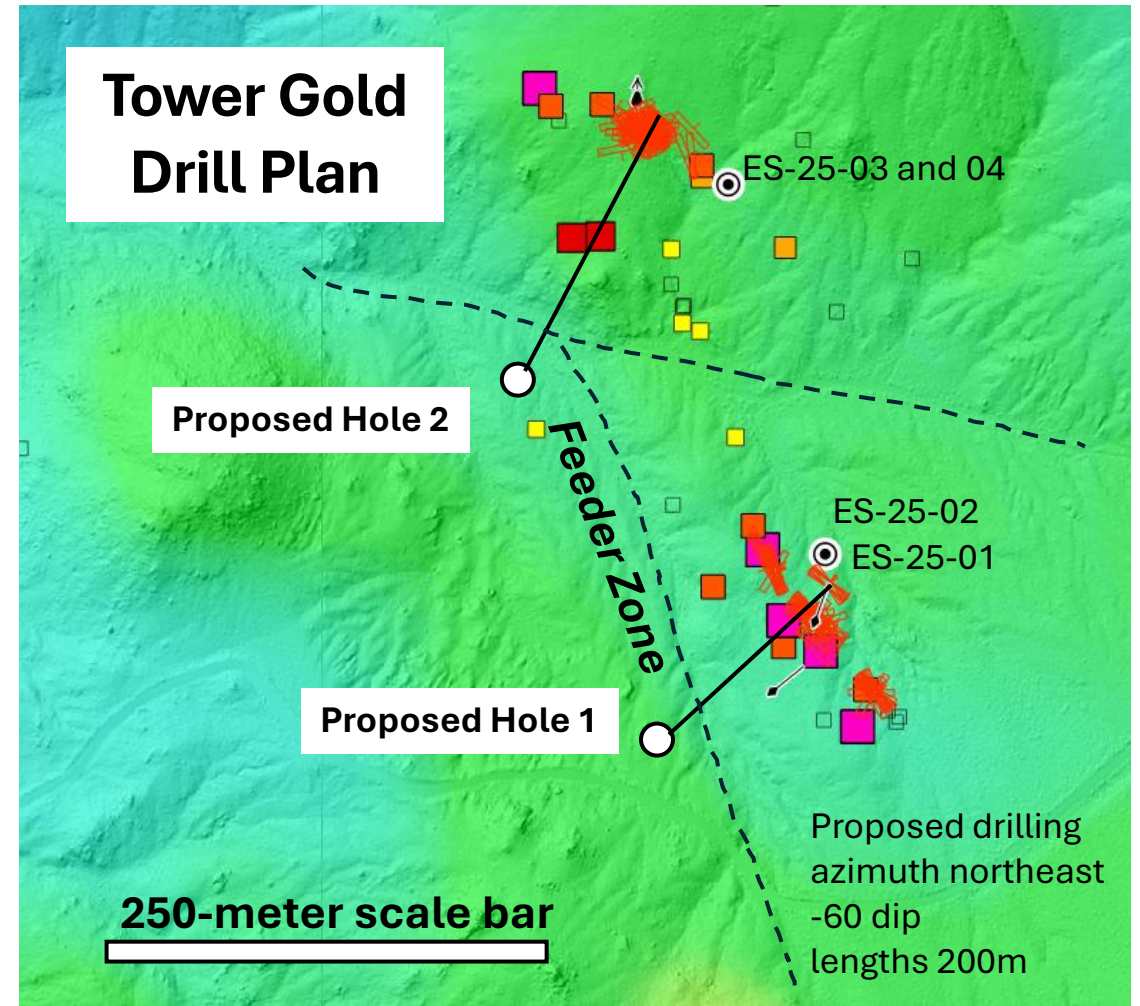 Tower Gold
Drill Plan
ES-25-03 and 04
Proposed Hole 2
Feeder Zone
ES-25-02
ES-25-01
Proposed Hole 1
Proposed drilling
azimuth northeast
-60 dip
lengths 200m
250-meter scale bar